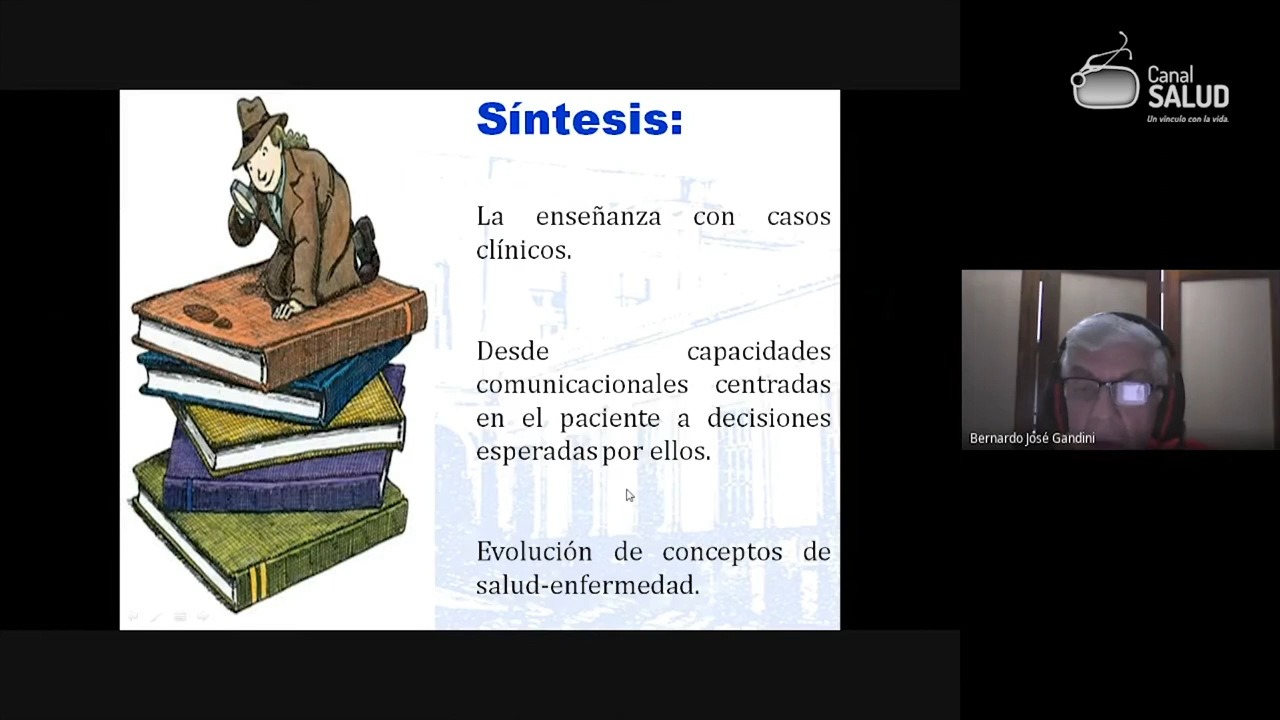 Síntesis:
La enseñanza con casos
clínicos.
Desde capacidades
comunicacionales centradas
en el paciente a decisiones
esperadas por ellos.
Evolución de conceptos de
salud-enfermedad.
Canal
SALUD
Un vínculo con la vida.
Bernardo José Gandini